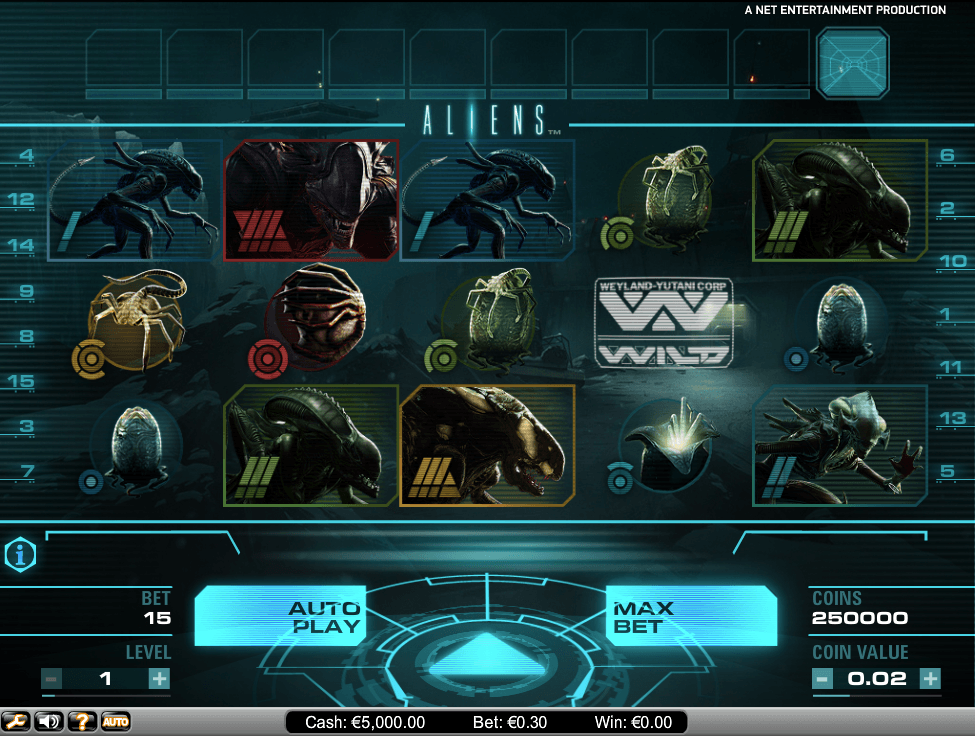 A NET ENTERTAINMENT PRODUCTION
ALIENS™
4
6
12
2
14
10
9
1
8
11
15
13
3
5
7
WEYLAND-YUTANI CORP
W
WILD
BET
15
AUTO
PLAY
MAX
BET
COINS
250000
LEVEL
- 1 +
COIN VALUE
- 0.02 +
AUTO
Cash: €5,000.00 Bet: €0.30 Win: €0.00